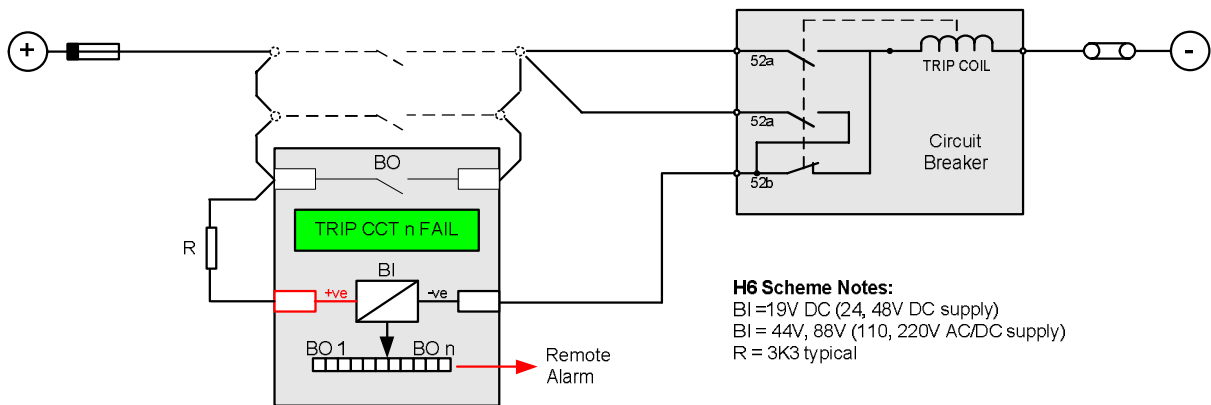 +
52a
TRIP COIL
-
52a
Circuit
Breaker
BO
52b
TRIP CCT n FAIL
R
BI
+ve
-ve
H6 Scheme Notes:
BI =19V DC (24, 48V DC supply)
BI = 44V, 88V (110, 220V AC/DC supply)
R = 3K3 typical
BO 1
BO n
Remote
Alarm